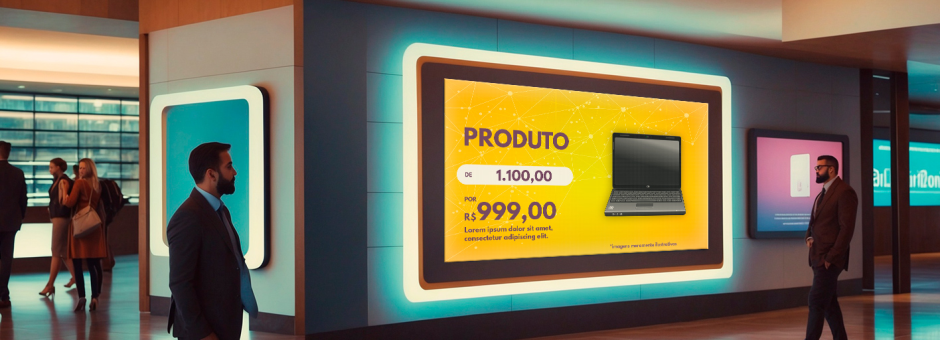 PRODUTO
DE 1.100,00
POR
R$ 999,00
Lorem ipsum dolor sit amet,
consectetur adipiscing elit.